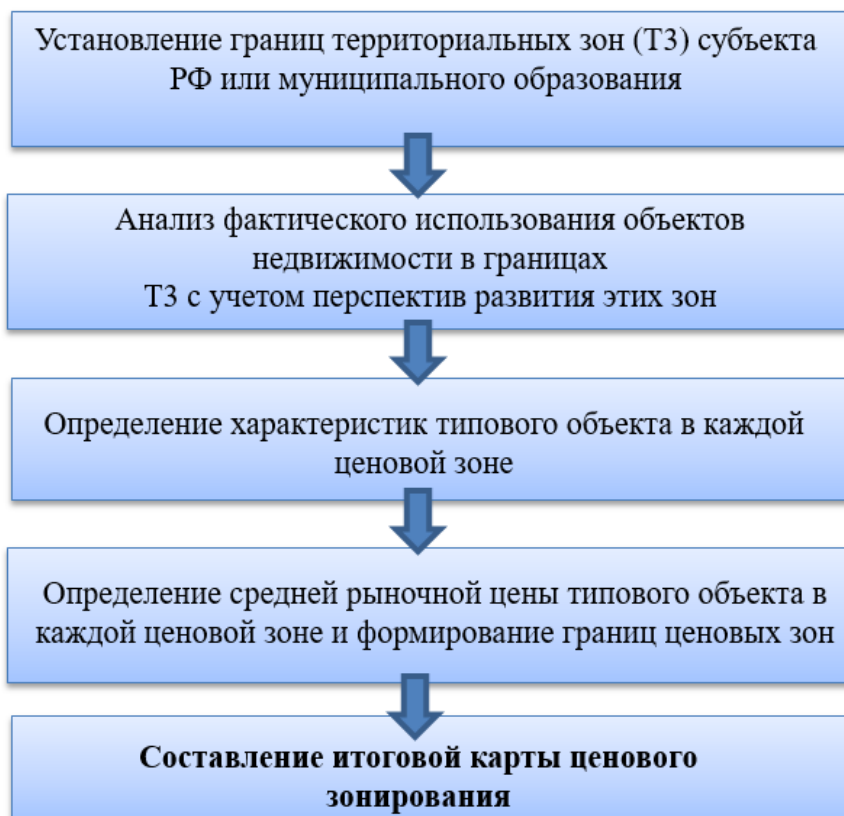 Установление границ территориальных зон (ТЗ) субъекта
РФ или муниципального образования
Анализ фактического использования объектов
недвижимости в границах
ТЗ с учетом перспектив развития этих зон
Определение характеристик типового объекта в каждой
ценовой зоне
Определение средней рыночной цены типового объекта в
каждой ценовой зоне и формирование границ ценовых зон
Составление итоговой карты ценового
зонирования